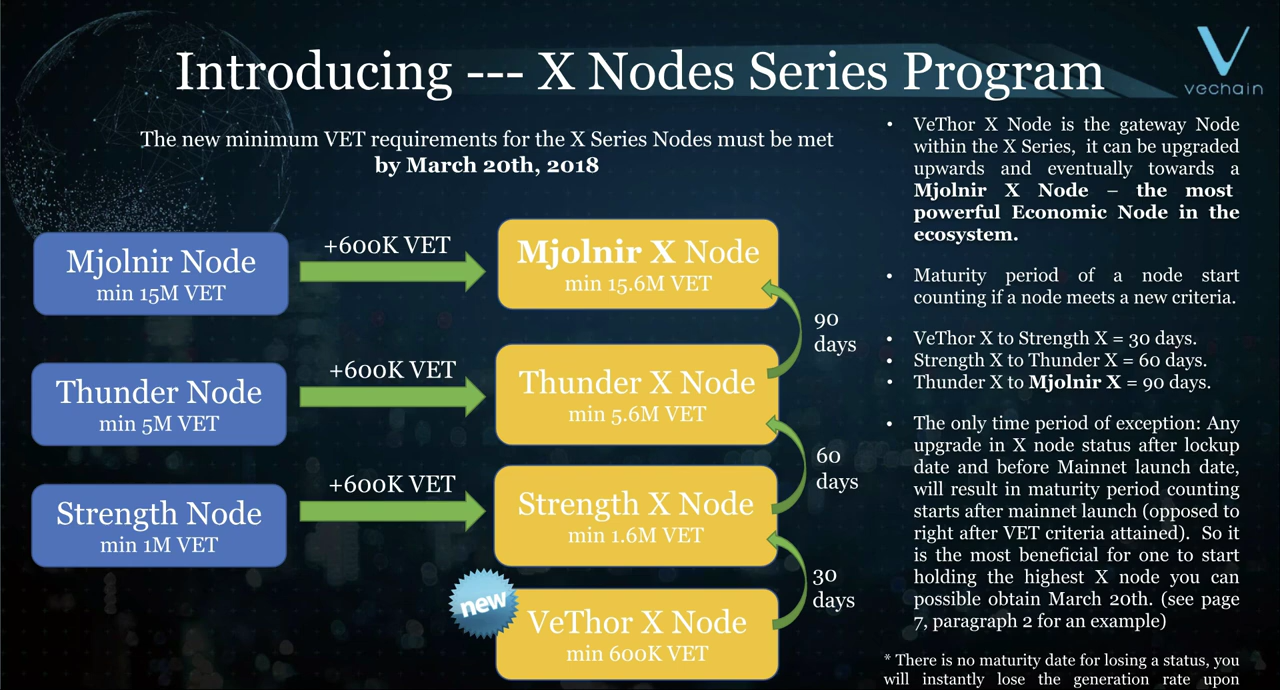 Introducing --- X Nodes Series Program
vechain
The new minimum VET requirements for the X Series Nodes must be met
by March 20th, 2018
Mjolnir Node
min 15M VET
+600K VET
Mjolnir X Node
min 15.6M VET
90
days
Thunder Node
min 5M VET
+600K VET
Thunder X Node
min 5.6M VET
60
days
Strength Node
min 1M VET
+600K VET
Strength X Node
min 1.6M VET
30
days
new
VeThor X Node
min 600K VET
• VeThor X Node is the gateway Node
within the X Series, it can be upgraded
upwards and eventually towards a
Mjolnir X Node – the most
powerful Economic Node in the
ecosystem.
• Maturity period of a node start
counting if a node meets a new criteria.
• VeThor X to Strength X = 30 days.
• Strength X to Thunder X = 60 days.
• Thunder X to Mjolnir X = 90 days.
• The only time period of exception: Any
upgrade in X node status after lockup
date and before Mainnet launch date,
will result in maturity period counting
starts after mainnet launch (opposed to
right after VET criteria attained). So it
is the most beneficial for one to start
holding the highest X node you can
possible obtain March 20th. (see page
7, paragraph 2 for an example)
* There is no maturity date for losing a status, you
will instantly lose the generation rate upon